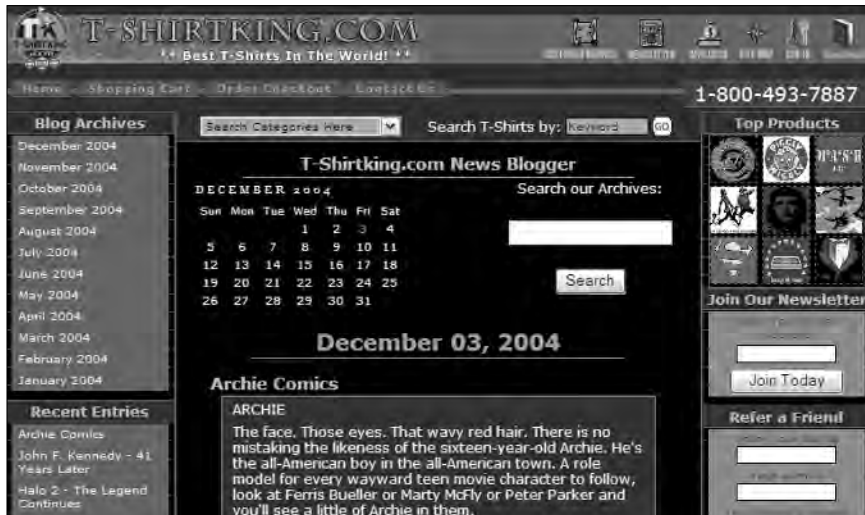 T-SHIRTKING.COM
** Best T-Shirts In The World! **
Home Shopping Cart Order Checkout Contact Us
1-800-493-7887
Blog Archives
December 2004
November 2004
October 2004
September 2004
August 2004
July 2004
June 2004
May 2004
April 2004
March 2004
February 2004
January 2004
Recent Entries
Archie Comics
John F. Kennedy - 41
Years Later
Halo 2 - The Legend
Continues
Search Categories Here
Search T-Shirts by: Keyword GO
T-Shirtking.com News Blogger
DECEMBER 2004
Search our Archives:
Sun Mon Tue Wed Thu Fri Sat
1 2 3 4
5 6 7 8 9 10 11
12 13 14 15 16 17 18
19 20 21 22 23 24 25
26 27 28 29 30 31
Search
December 03, 2004
Archie Comics
ARCHIE
The face. Those eyes. That wavy red hair. There is no
mistaking the likeness of the sixteen-year-old Archie. He's
the all-American boy in the all-American town. A role
model for every wayward teen movie character to follow,
look at Ferris Bueller or Marty McFly or Peter Parker and
you'll see a little of Archie in them.
Top Products
PIGGLY WIGGLY
M*A*S*H
Join Our Newsletter
Join Today
Refer a Friend